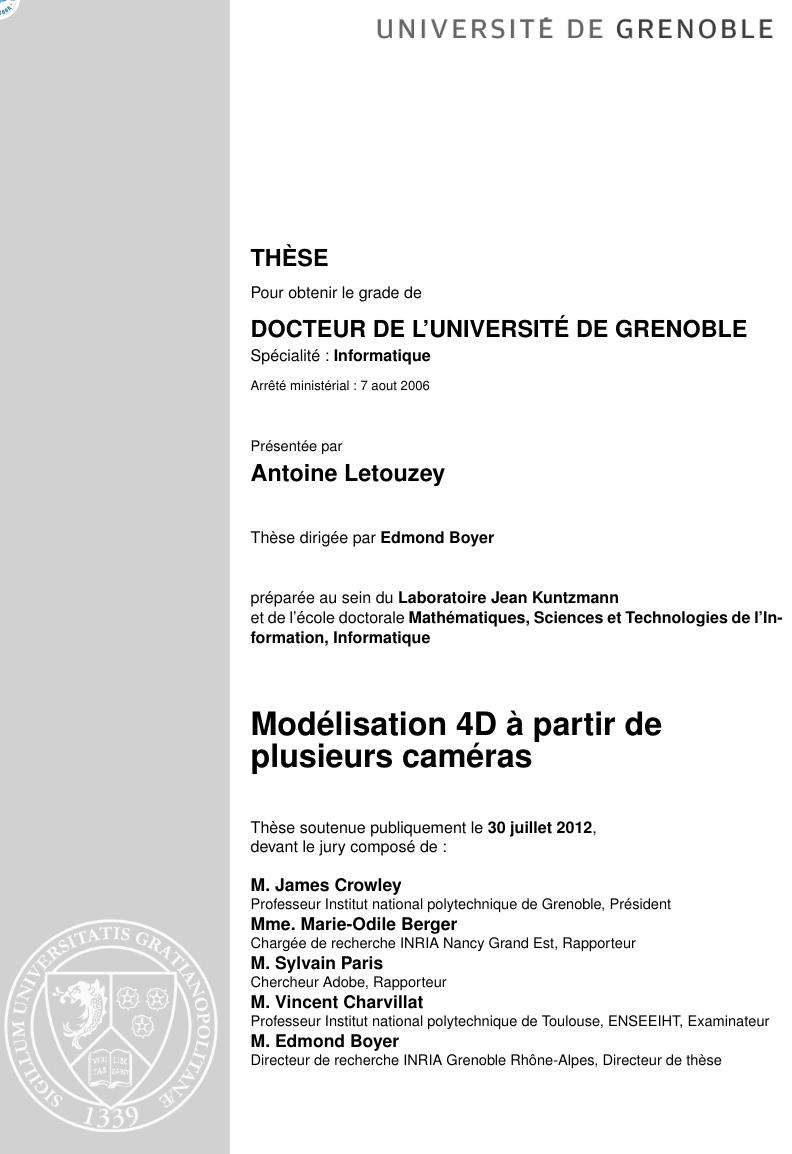 UNIVERSITÉ DE GRENOBLE
THÈSE
Pour obtenir le grade de
DOCTEUR DE L'UNIVERSITÉ DE GRENOBLE
Spécialité : Informatique
Arrêté ministérial : 7 aout 2006
Présentée par
Antoine Letouzey
Thèse dirigée par Edmond Boyer
préparée au sein du Laboratoire Jean Kuntzmann
et de l'école doctorale Mathématiques, Sciences et Technologies de l'In-
formation, Informatique
Modélisation 4D à partir de
plusieurs caméras
Thèse soutenue publiquement le 30 juillet 2012,
devant le jury composé de :
M. James Crowley
Professeur Institut national polytechnique de Grenoble, Président
Mme. Marie-Odile Berger
Chargée de recherche INRIA Nancy Grand Est, Rapporteur
M. Sylvain Paris
Chercheur Adobe, Rapporteur
M. Vincent Charvillat
Professeur Institut national polytechnique de Toulouse, ENSEEIHT, Examinateur
M. Edmond Boyer
Directeur de recherche INRIA Grenoble Rhône-Alpes, Directeur de thèse
SIGILLUM UNIVERSITATIS GRATIANOPOLITANÆ
1339